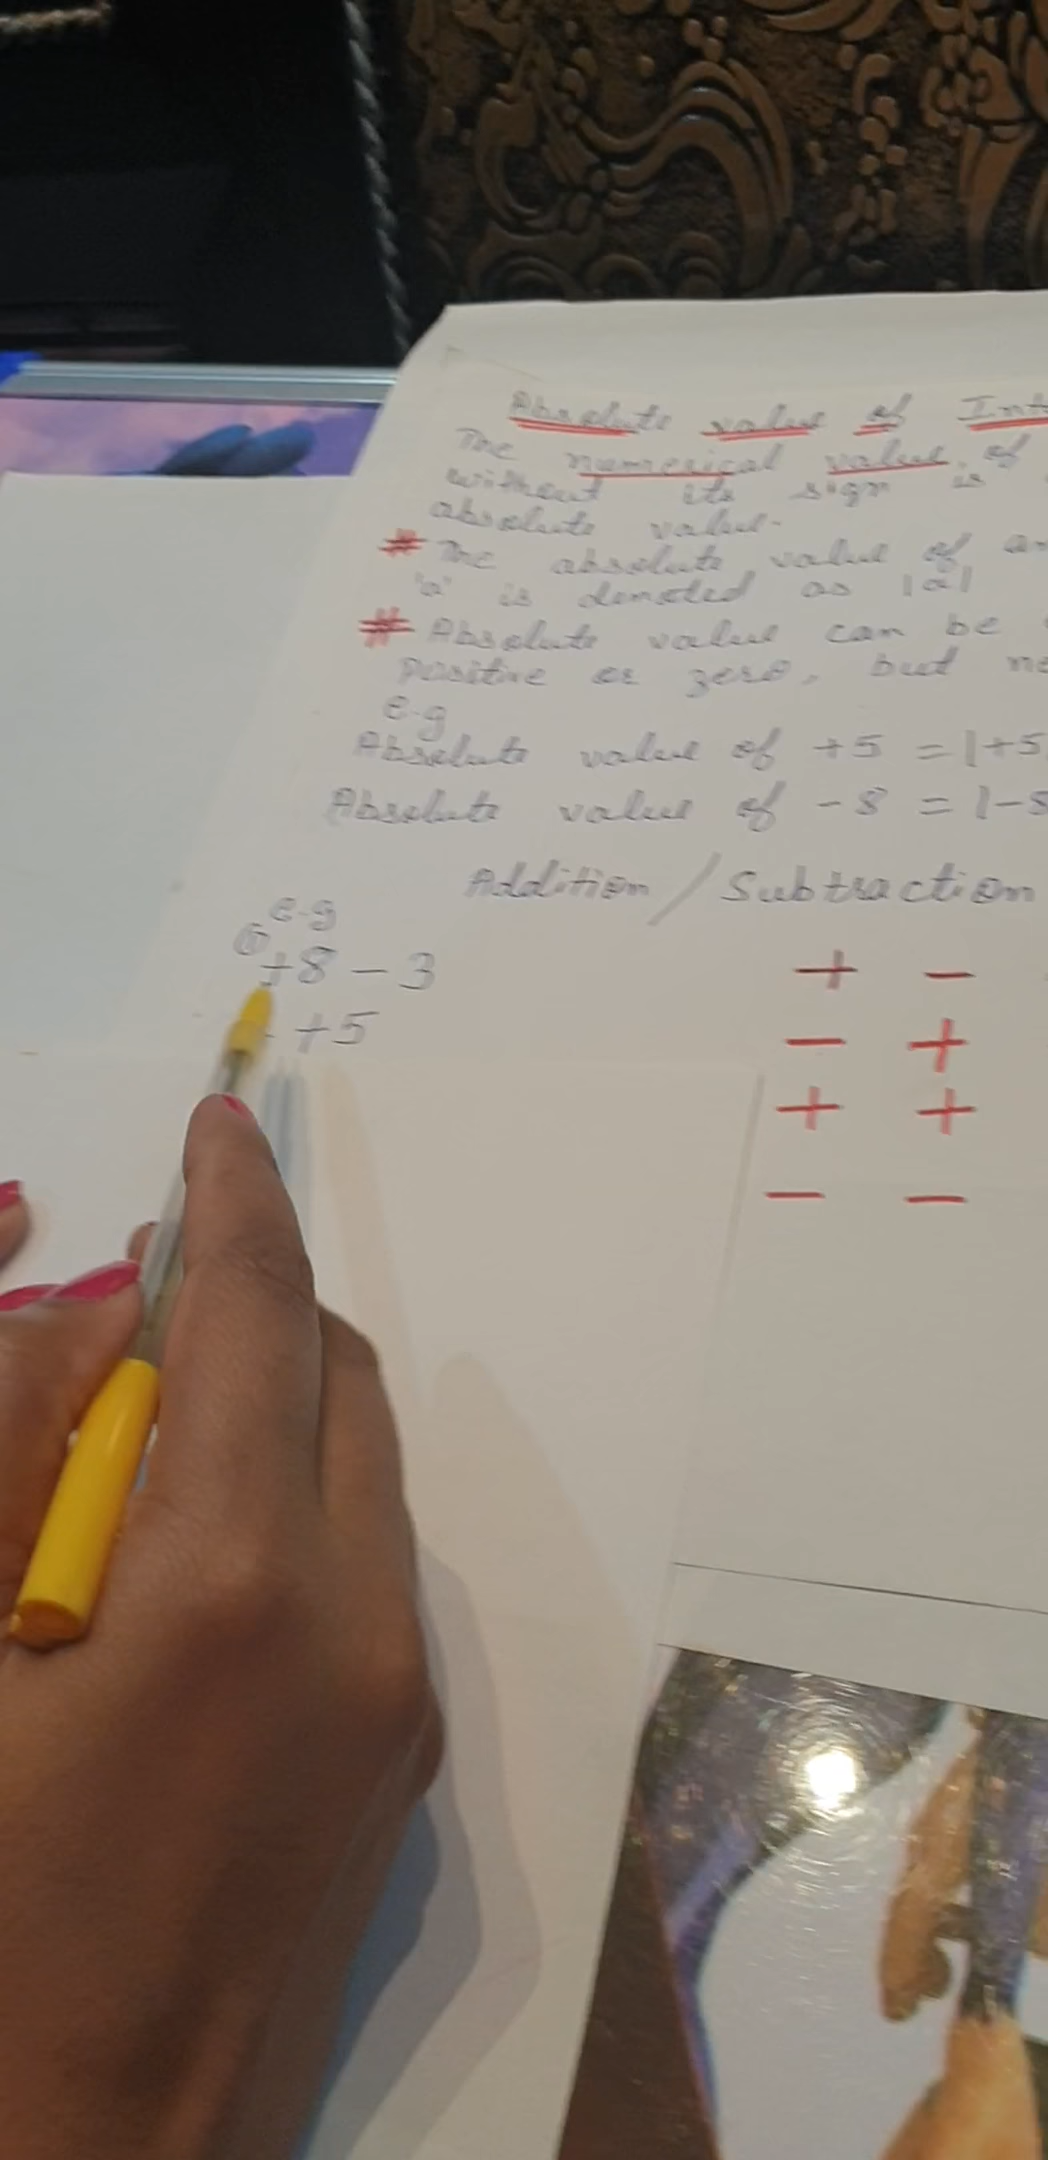 Absolute value of Int
The numerical value of
without its sign is
absolute value.
# The absolute value of an
'a' is denoted as |a|
# Absolute value can be
positive or zero, but ne
e.g
Absolute value of +5 = |+5
Absolute value of -8 = |-8
Addition / Subtraction
e.g
+8 - 3
+5
+ -
- +
+ +
- -